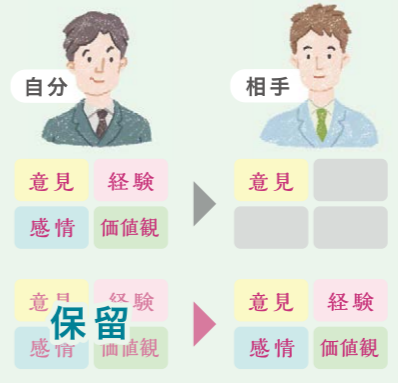 自分
相手
意見 経験 意見
感情 価値観
意見 経験 意見 経験
保留
感情 価値観 感情 価値観